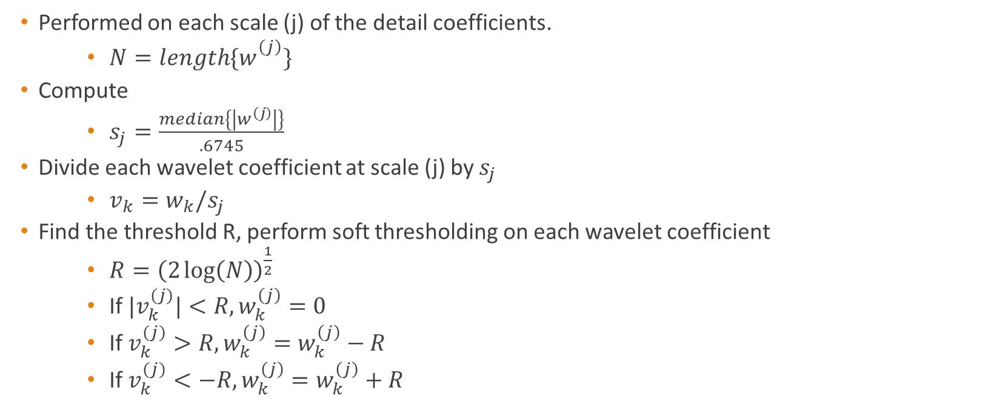 • Performed on each scale (j) of the detail coefficients.
• N = length{w^(j)}
• Compute
• s_j = median{|w^(j)|} / .6745
• Divide each wavelet coefficient at scale (j) by s_j
• v_k = w_k/s_j
• Find the threshold R, perform soft thresholding on each wavelet coefficient
• R = (2 log(N))^(1/2)
• If |v_k^(j)| < R, w_k^(j) = 0
• If v_k^(j) > R, w_k^(j) = w_k^(j) − R
• If v_k^(j) < −R, w_k^(j) = w_k^(j) + R